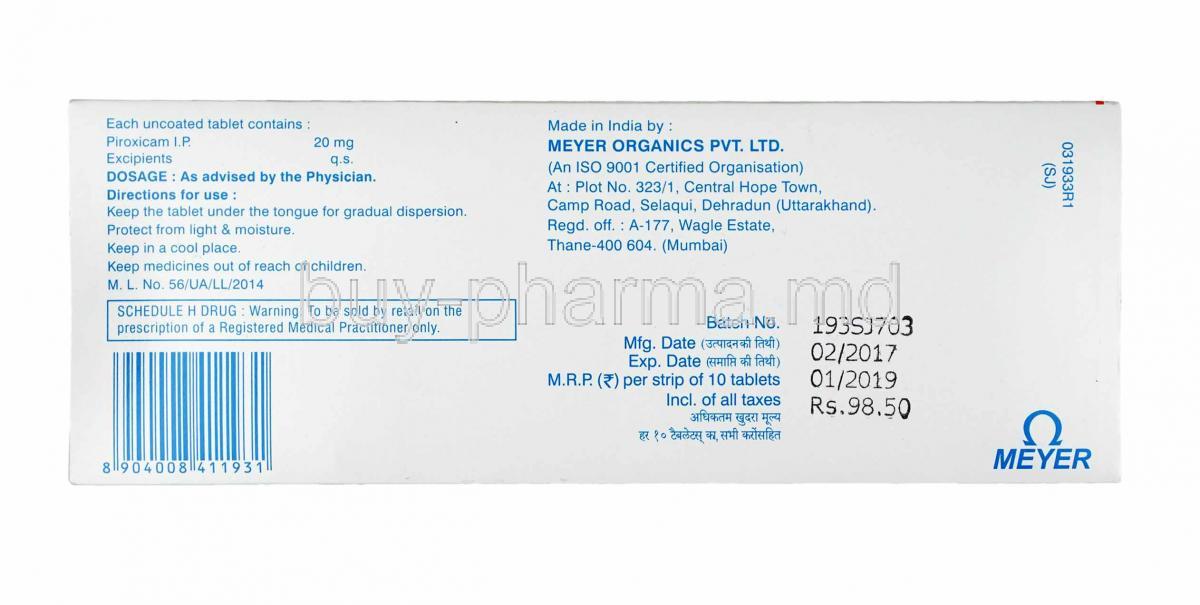 Each uncoated tablet contains :
Piroxicam I.P. 20 mg
Excipients q.s.
DOSAGE : As advised by the Physician.
Directions for use :
Keep the tablet under the tongue for gradual dispersion.
Protect from light & moisture.
Keep in a cool place.
Keep medicines out of reach of children.
M. L. No. 56/UA/LL/2014
SCHEDULE H DRUG : Warning : To be sold by retail on the
prescription of a Registered Medical Practitioner only.
8 904008 411931
Made in India by :
MEYER ORGANICS PVT. LTD.
(An ISO 9001 Certified Organisation)
At : Plot No. 323/1, Central Hope Town,
Camp Road, Selaqui, Dehradun (Uttarakhand).
Regd. off. : A-177, Wagle Estate,
Thane-400 604. (Mumbai)
Batch No. 193SJ703
Mfg. Date (उत्पादन की तिथी) 02/2017
Exp. Date (समाप्ति की तिथी) 01/2019
M.R.P. (₹) per strip of 10 tablets Rs.98.50
Incl. of all taxes
अधिकतम खुदरा मूल्य
हर १० टैबलेटस् का, सभी करोंसहित
031933R1
(SJ)
MEYER
buy-pharma.md